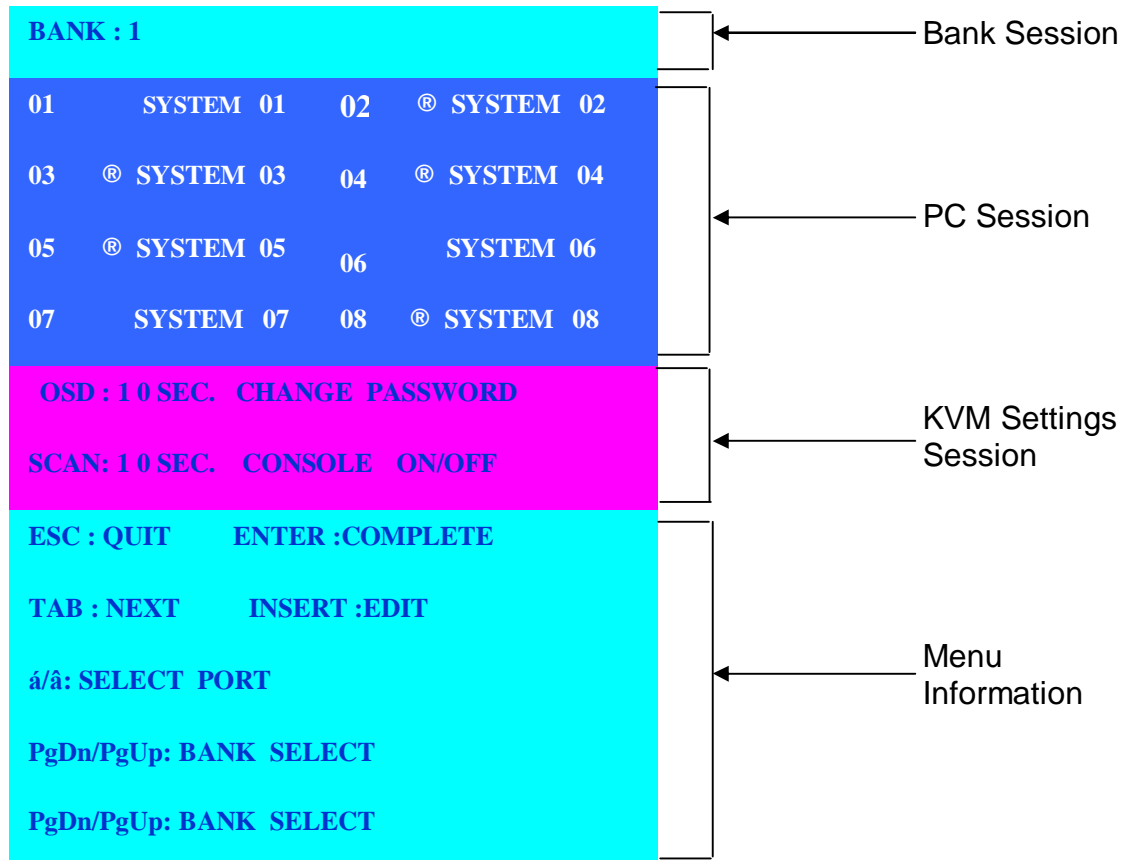 BANK : 1
Bank Session
01 SYSTEM 01 02 ® SYSTEM 02
03 ® SYSTEM 03 04 ® SYSTEM 04
PC Session
05 ® SYSTEM 05 06 SYSTEM 06
07 SYSTEM 07 08 ® SYSTEM 08
OSD : 1 0 SEC. CHANGE PASSWORD
SCAN: 1 0 SEC. CONSOLE ON/OFF
KVM Settings
Session
ESC : QUIT ENTER :COMPLETE
TAB : NEXT INSERT :EDIT
á/â: SELECT PORT
PgDn/PgUp: BANK SELECT
PgDn/PgUp: BANK SELECT
Menu
Information